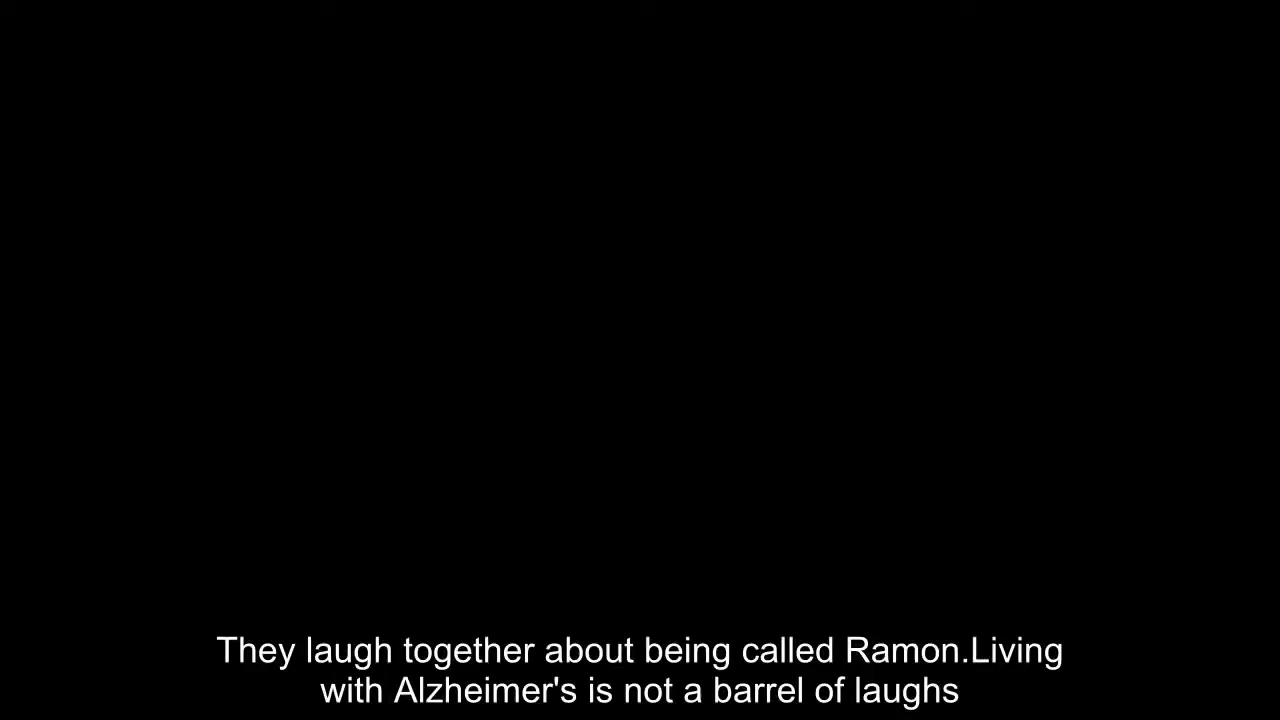 They laugh together about being called Ramon.Living
with Alzheimer's is not a barrel of laughs